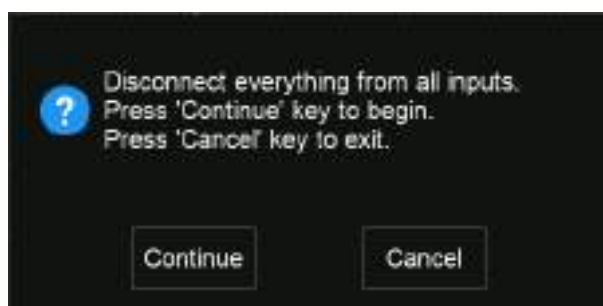 Disconnect everything from all inputs.
Press 'Continue' key to begin.
Press 'Cancel' key to exit.
Continue
Cancel